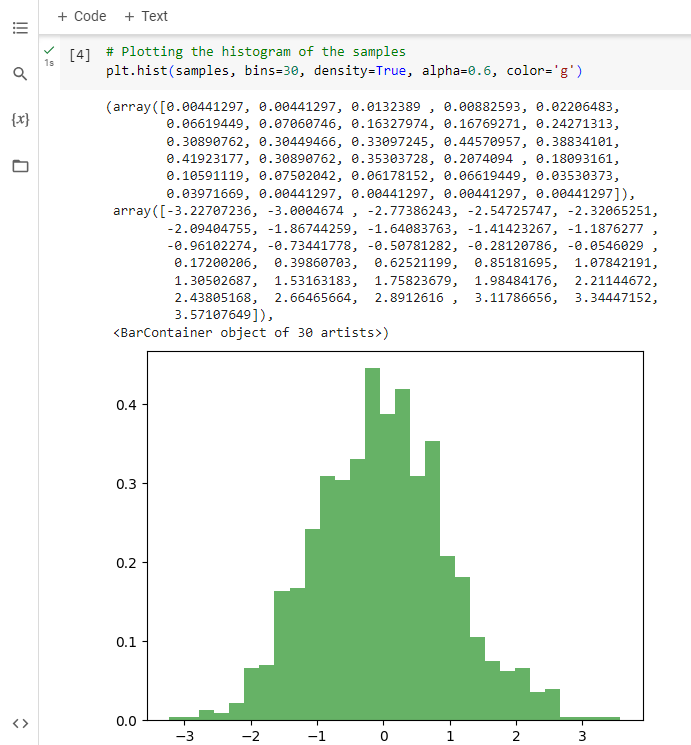 + Code + Text
1s
[4] # Plotting the histogram of the samples
plt.hist(samples, bins=30, density=True, alpha=0.6, color='g')
{x}
(array([0.00441297, 0.00441297, 0.0132389 , 0.00882593, 0.02206483,
0.06619449, 0.07060746, 0.16327974, 0.16769271, 0.24271313,
0.30890762, 0.30449466, 0.33097245, 0.44570957, 0.38834101,
0.41923177, 0.30890762, 0.35303728, 0.2074094 , 0.18093161,
0.10591119, 0.07502042, 0.06178152, 0.06619449, 0.03530373,
0.03971669, 0.00441297, 0.00441297, 0.00441297, 0.00441297]),
array([-3.22707236, -3.0004674 , -2.77386243, -2.54725747, -2.32065251,
-2.09404755, -1.86744259, -1.64083763, -1.41423267, -1.1876277 ,
-0.96102274, -0.73441778, -0.50781282, -0.28120786, -0.0546029 ,
0.17200206, 0.39860703, 0.62521199, 0.85181695, 1.07842191,
1.30502687, 1.53163183, 1.75823679, 1.98484176, 2.21144672,
2.43805168, 2.66465664, 2.8912616 , 3.11786656, 3.34447152,
3.57107649]),
<BarContainer object of 30 artists>)
0.4
0.3
0.2
0.1
0.0
−3 −2 −1 0 1 2 3